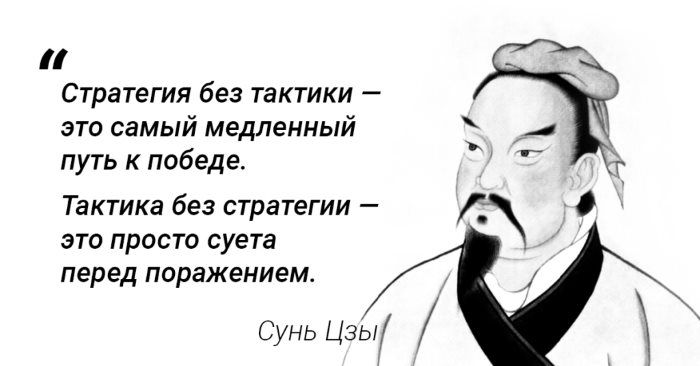 “
Стратегия без тактики —
это самый медленный
путь к победе.
Тактика без стратегии —
это просто суета
перед поражением.
Сунь Цзы